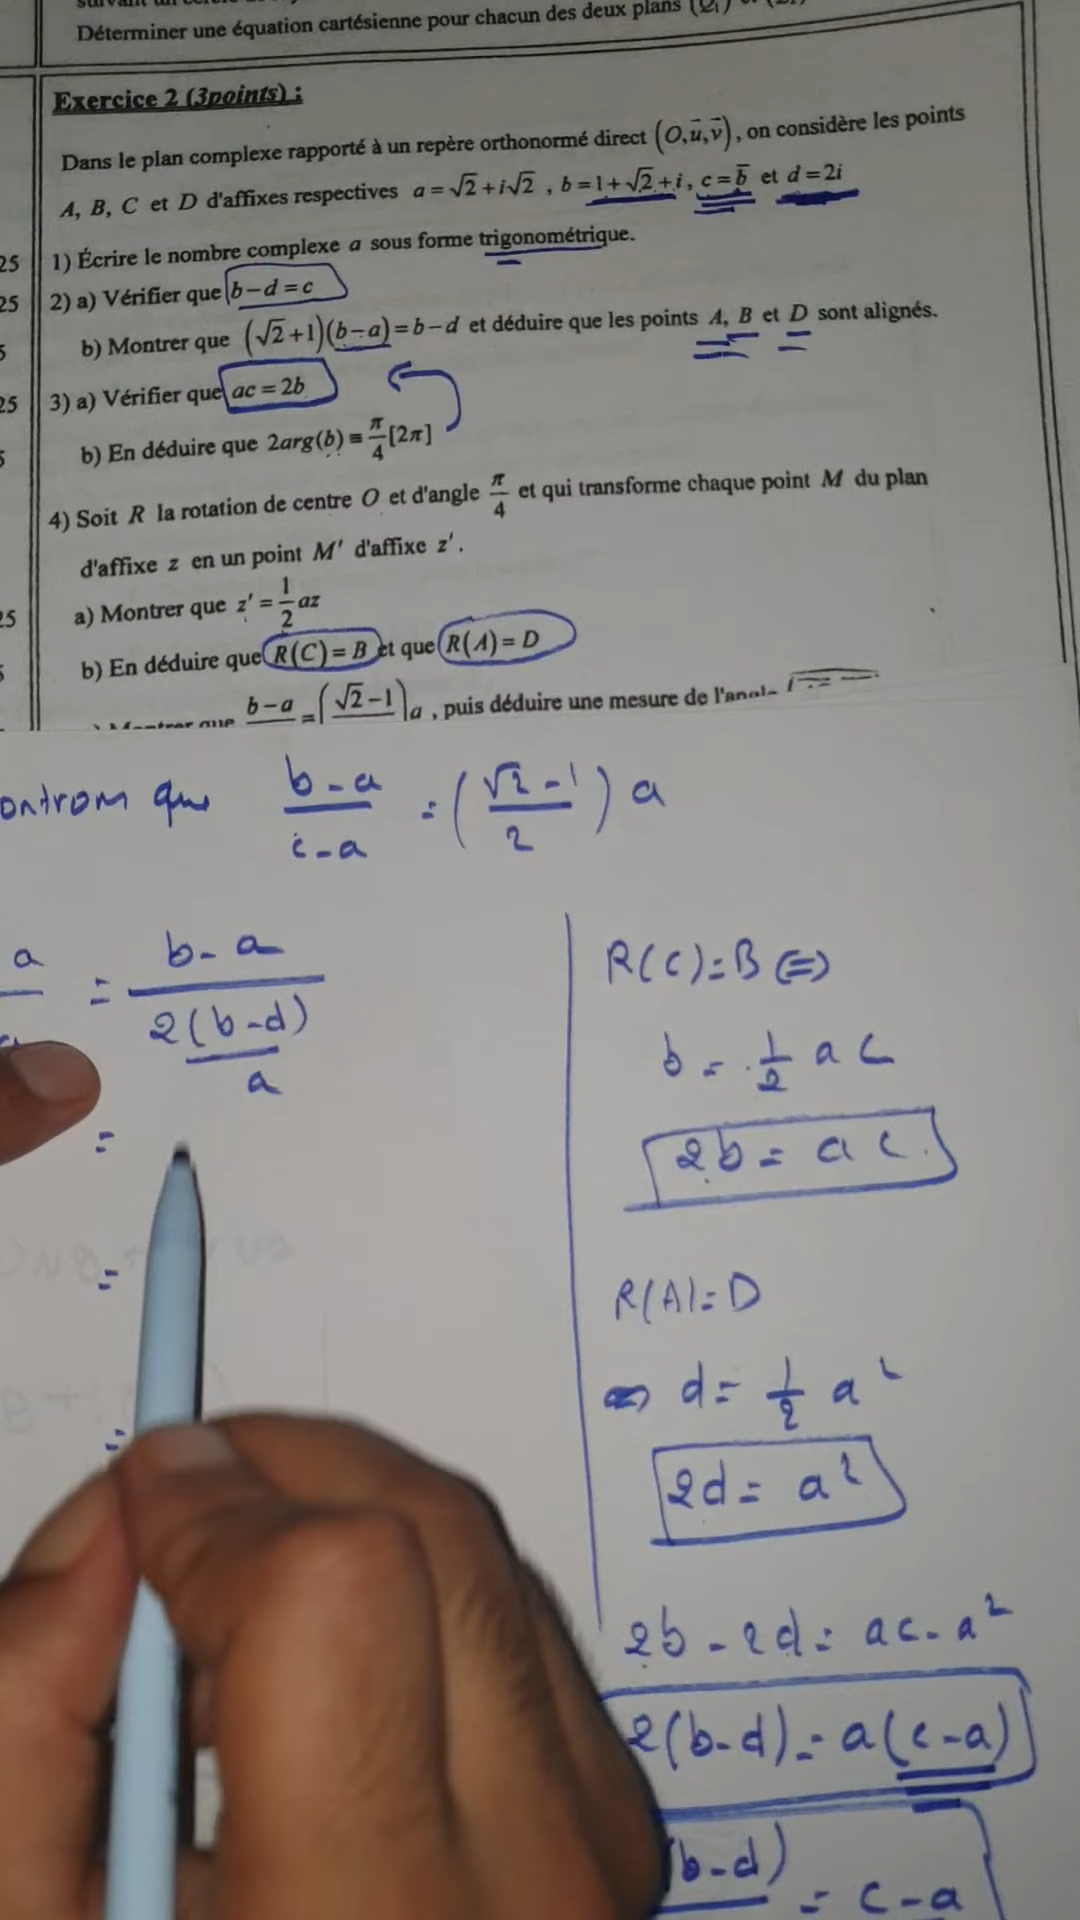 Déterminer une équation cartésienne pour chacun des deux plans
Exercice 2 (3points) :
Dans le plan complexe rapporté à un repère orthonormé direct (O,u⃗,v⃗), on considère les points
A, B, C et D d'affixes respectives a = √2 + i√2 , b = 1 + √2 + i, c = b̄ et d = 2i
25 1) Écrire le nombre complexe a sous forme trigonométrique.
25 2) a) Vérifier que b − d = c
5 b) Montrer que (√2 + 1)(b − a) = b − d et déduire que les points A, B et D sont alignés.
25 3) a) Vérifier que ac = 2b
5 b) En déduire que 2arg(b) ≡ π/4 [2π]
4) Soit R la rotation de centre O et d'angle π/4 et qui transforme chaque point M du plan
d'affixe z en un point M' d'affixe z' .
25 a) Montrer que z' = 1/2 az
5 b) En déduire que R(C) = B et que R(A) = D
Montrer que b−a = (√2−1) a , puis déduire une mesure de l'angl
ontrom que b-a/c-a = (√2-1/2) a
a = b-a/(2(b-d)/a)
=
=
=
R(C)=B ⇔
b = 1/2 a c
2b = a c
R(A)=D
⇔ d = 1/2 a²
2d = a²
2b - 2d = ac - a²
2(b-d) = a(c-a)
(b-d) = c-a